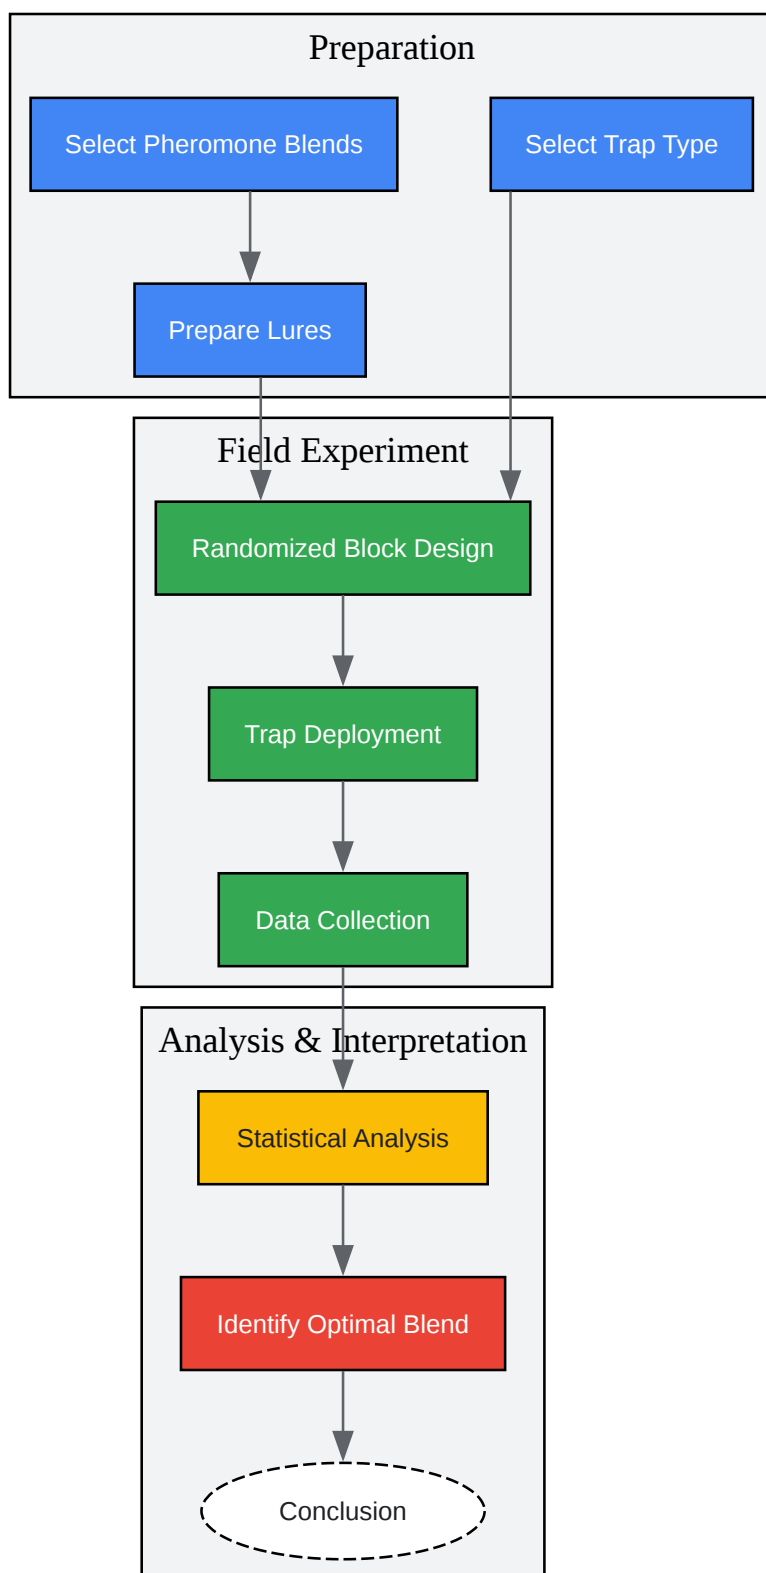 Preparation
Select Pheromone Blends
Select Trap Type
Prepare Lures
Field Experiment
Randomized Block Design
Trap Deployment
Data Collection
Analysis & Interpretation
Statistical Analysis
Identify Optimal Blend
Conclusion